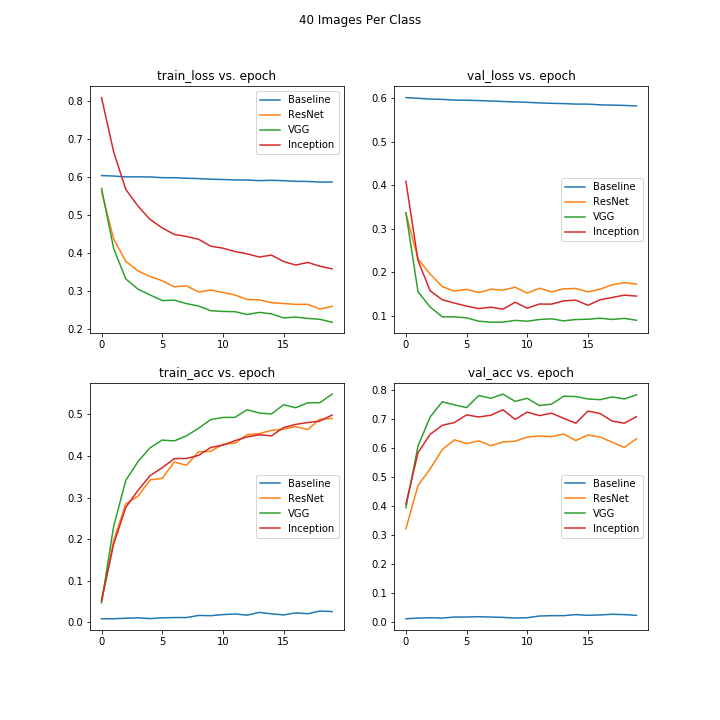 40 Images Per Class
train_loss vs. epoch
0.8
0.7
0.6
0.5
0.4
0.3
0.2
0
5
10
15
Baseline
ResNet
VGG
Inception
val_loss vs. epoch
0.6
0.5
0.4
0.3
0.2
0.1
0
5
10
15
Baseline
ResNet
VGG
Inception
train_acc vs. epoch
0.5
0.4
0.3
0.2
0.1
0.0
0
5
10
15
Baseline
ResNet
VGG
Inception
val_acc vs. epoch
0.8
0.7
0.6
0.5
0.4
0.3
0.2
0.1
0.0
0
5
10
15
Baseline
ResNet
VGG
Inception